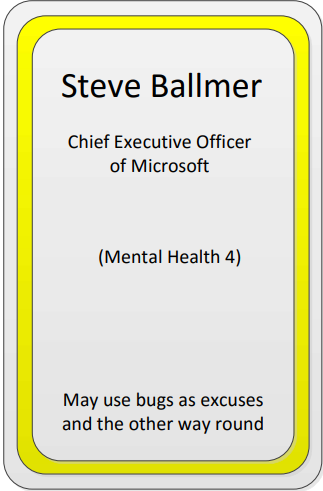 Steve Ballmer
Chief Executive Officer
of Microsoft
(Mental Health 4)
May use bugs as excuses
and the other way round